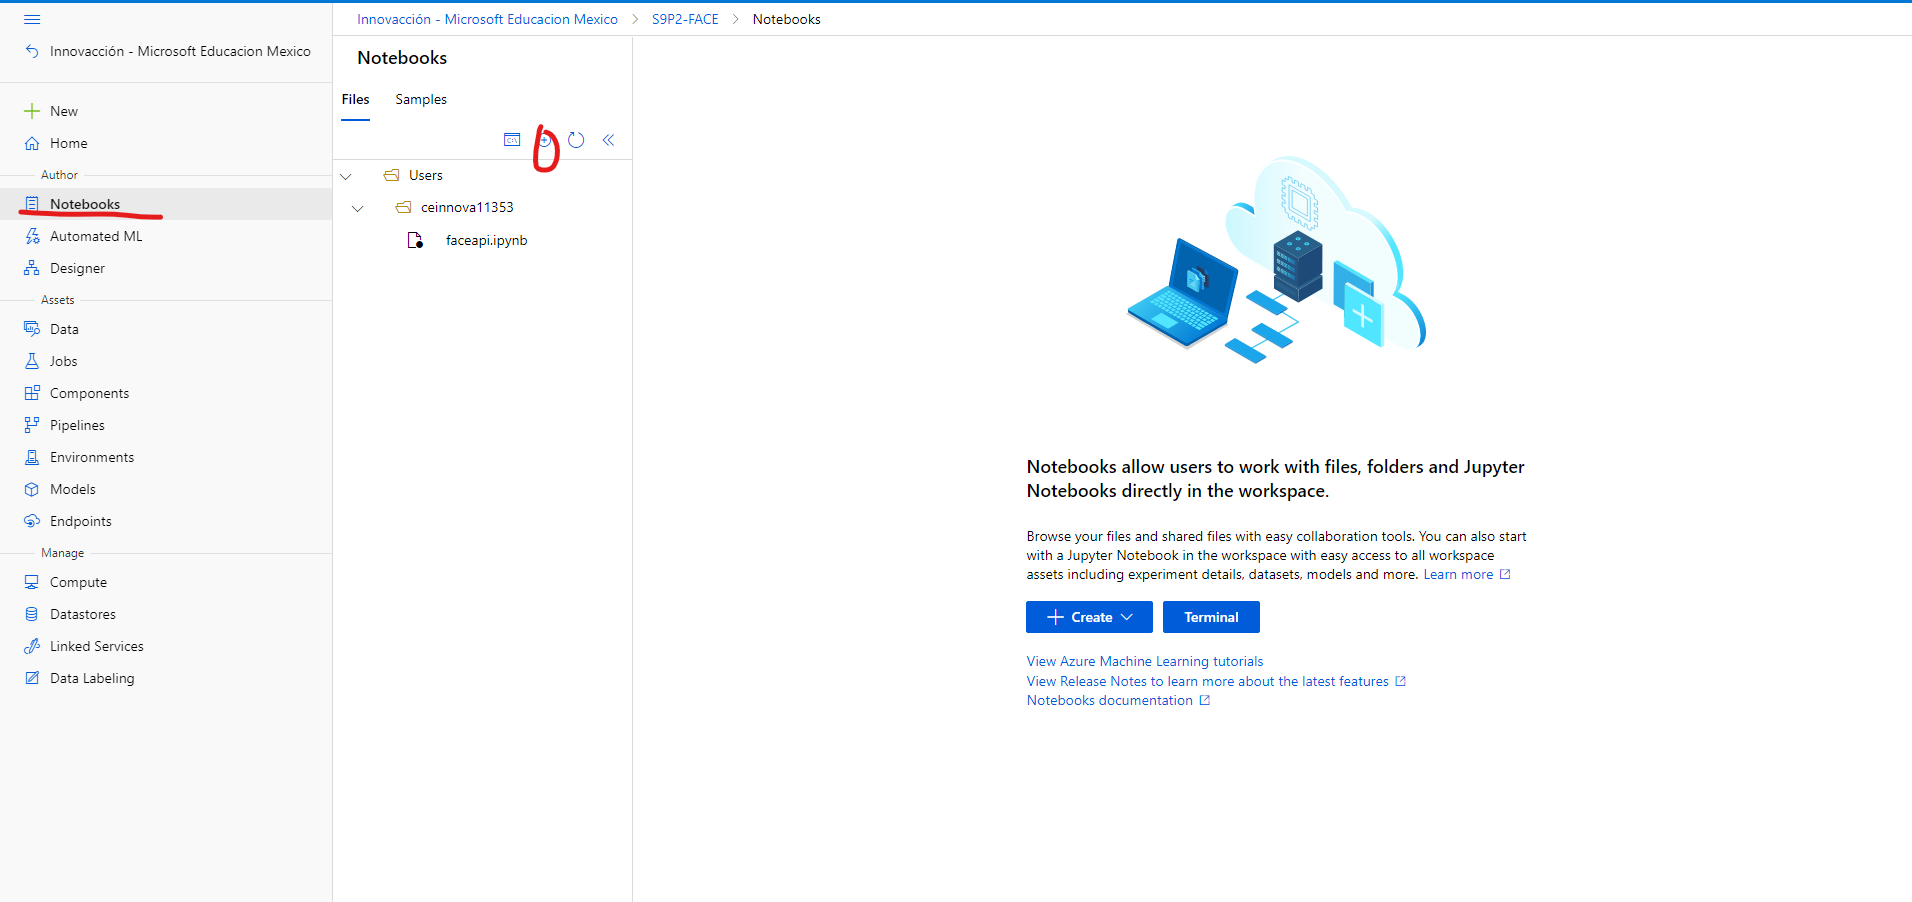 Innovacción - Microsoft Educacion Mexico
New
Home
Author
Notebooks
Automated ML
Designer
Assets
Data
Jobs
Components
Pipelines
Environments
Models
Endpoints
Manage
Compute
Datastores
Linked Services
Data Labeling
Innovacción - Microsoft Educacion Mexico > S9P2-FACE > Notebooks
Notebooks
Files Samples
Users
ceinnova11353
faceapi.ipynb
Notebooks allow users to work with files, folders and Jupyter
Notebooks directly in the workspace.
Browse your files and shared files with easy collaboration tools. You can also start
with a Jupyter Notebook in the workspace with easy access to all workspace
assets including experiment details, datasets, models and more. Learn more
Create Terminal
View Azure Machine Learning tutorials
View Release Notes to learn more about the latest features
Notebooks documentation